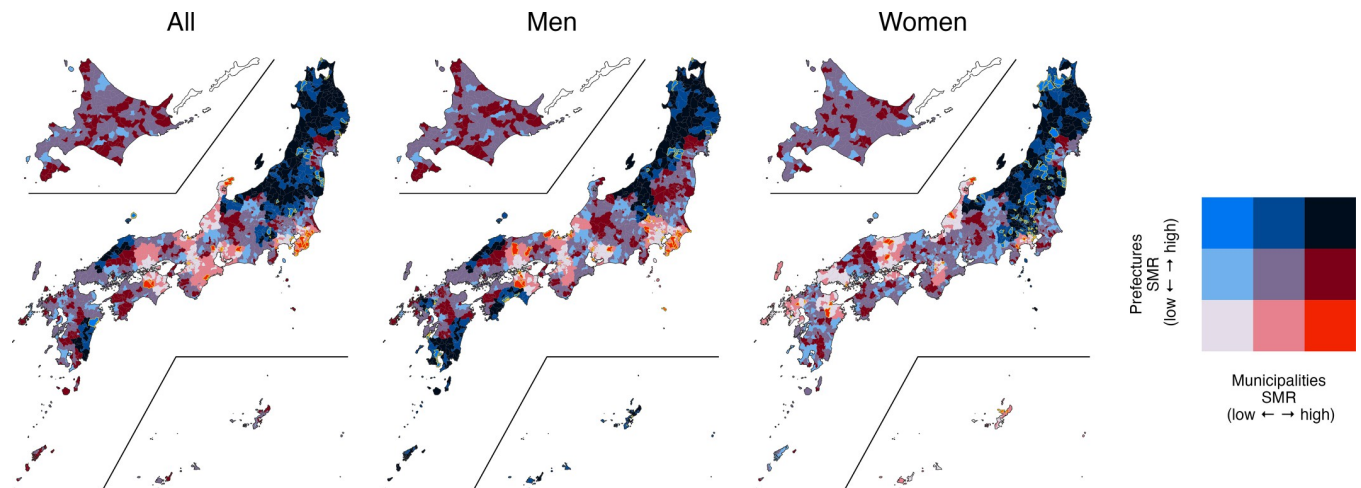 All
Men
Women
Prefectures
SMR
(low ← → high)
Municipalities
SMR
(low ← → high)